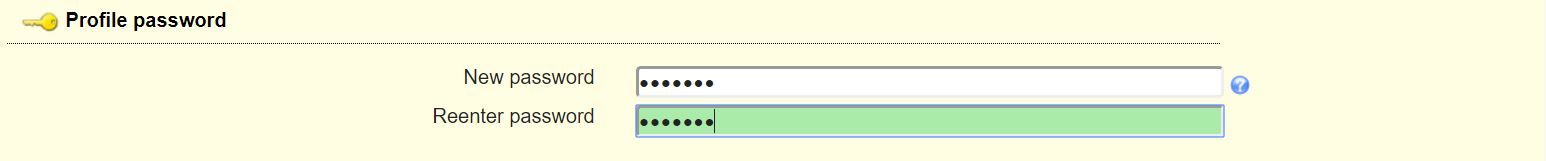 Profile password
New password •••••••
?
Reenter password •••••••